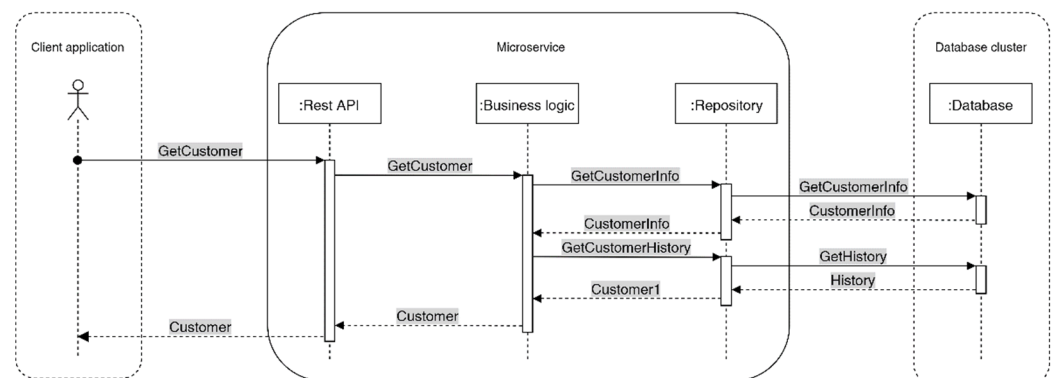 Client application
Microservice
Database cluster
:Rest API
:Business logic
:Repository
:Database
GetCustomer
GetCustomer
GetCustomerInfo
GetCustomerInfo
CustomerInfo
CustomerInfo
GetCustomerHistory
GetHistory
History
Customer1
Customer
Customer